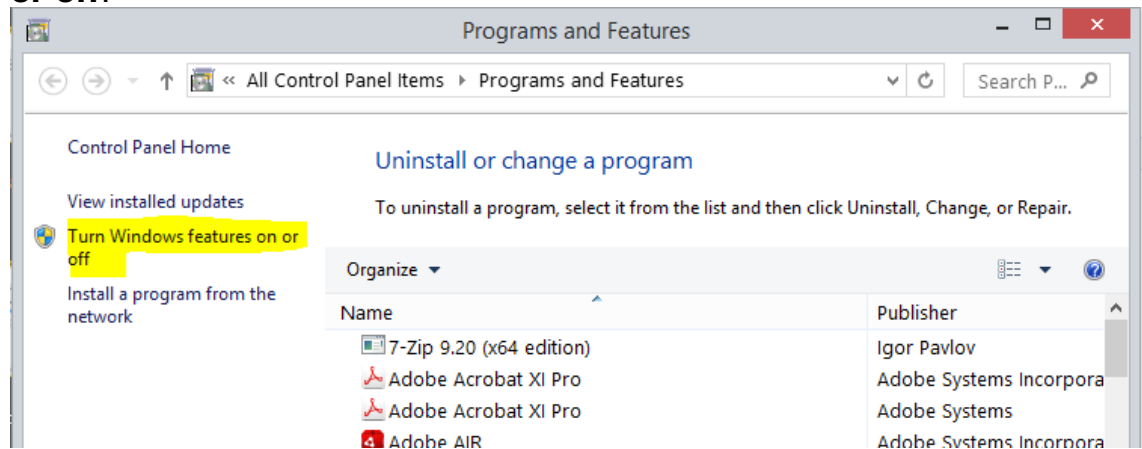 Programs and Features
« All Control Panel Items Programs and Features
Search P...
Control Panel Home
View installed updates
Turn Windows features on or
off
Install a program from the
network
Uninstall or change a program
To uninstall a program, select it from the list and then click Uninstall, Change, or Repair.
Organize
Name Publisher
7-Zip 9.20 (x64 edition) Igor Pavlov
Adobe Acrobat XI Pro Adobe Systems Incorpora
Adobe Acrobat XI Pro Adobe Systems
Adobe AIR Adobe Systems Incorpora